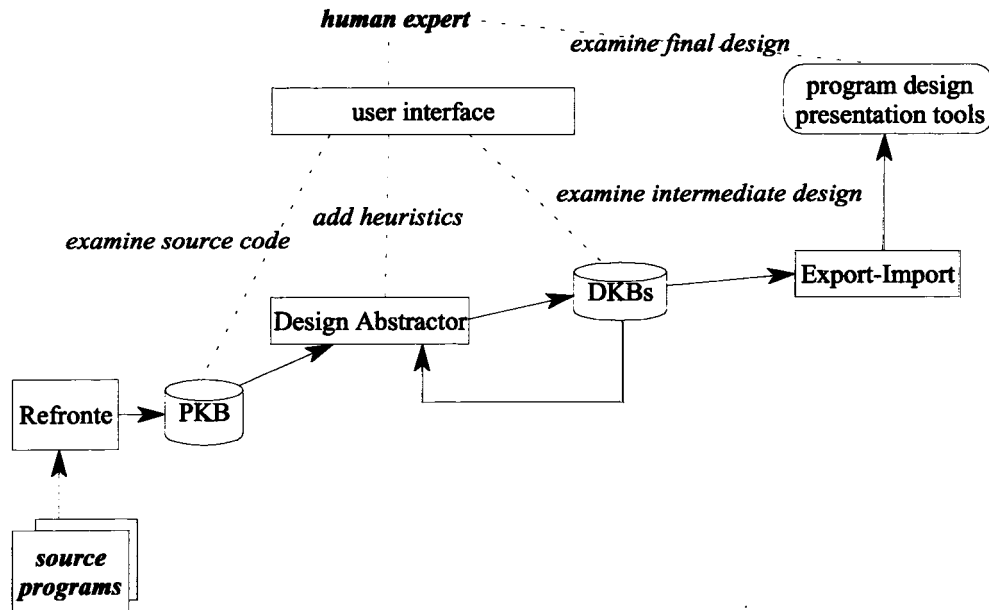 human expert
examine final design
program design
presentation tools
user interface
examine intermediate design
add heuristics
examine source code
Export-Import
DKBs
Design Abstractor
Refronte
PKB
source
programs